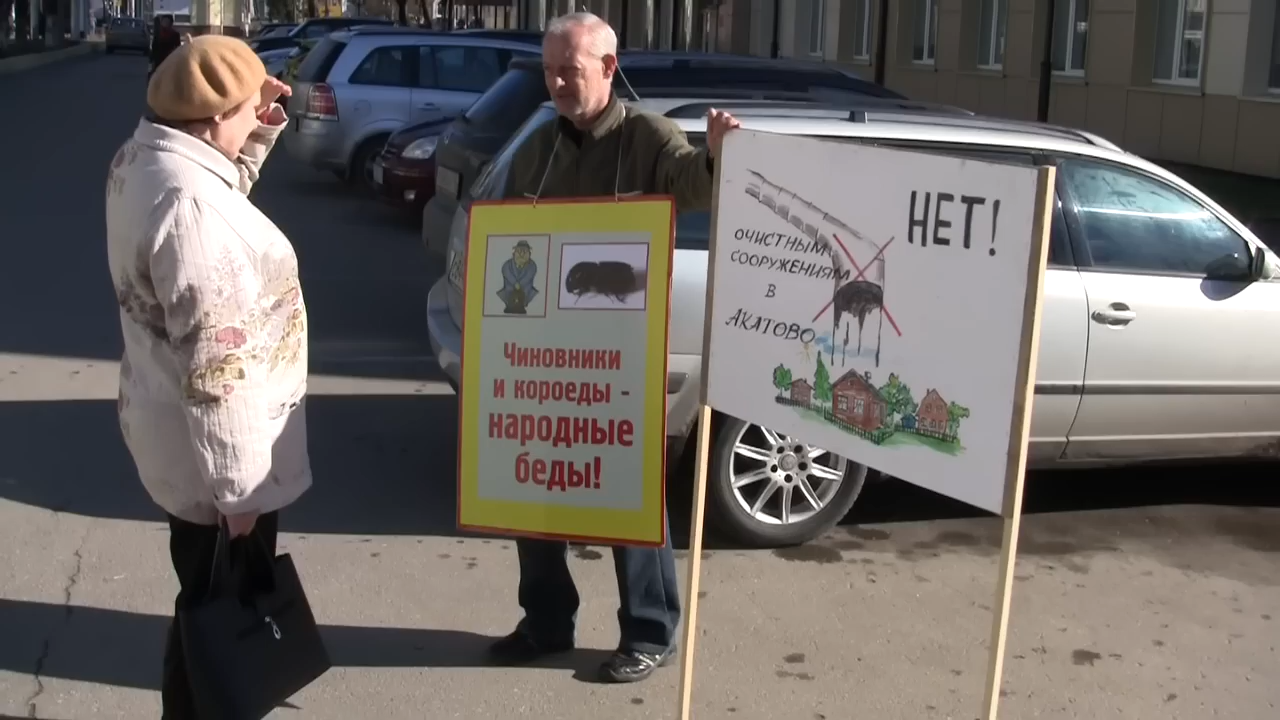 Чиновники
и короеды -
народные
беды!
НЕТ!
ОЧИСТНЫМ
СООРУЖЕНИЯМ
В
АКАТОВО